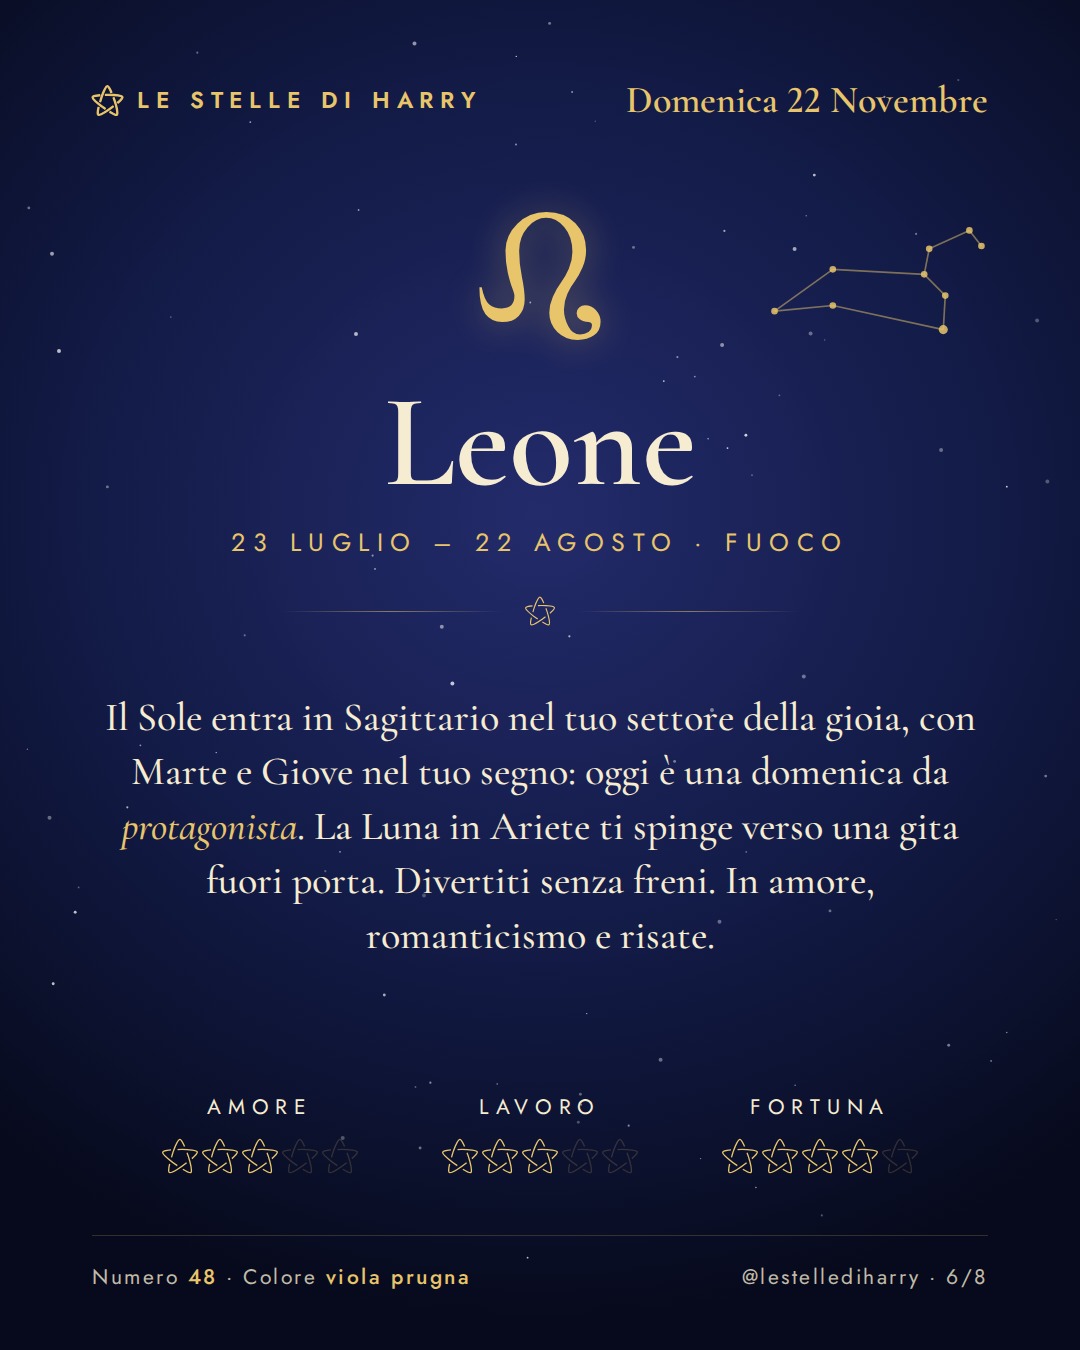 LE STELLE DI HARRY
Domenica 22 Novembre
♌
Leone
23 LUGLIO – 22 AGOSTO · FUOCO
Il Sole entra in Sagittario nel tuo settore della gioia, con
Marte e Giove nel tuo segno: oggi è una domenica da
protagonista. La Luna in Ariete ti spinge verso una gita
fuori porta. Divertiti senza freni. In amore,
romanticismo e risate.
AMORE
LAVORO
FORTUNA
Numero 48 · Colore viola prugna
@lestellediharry · 6/8